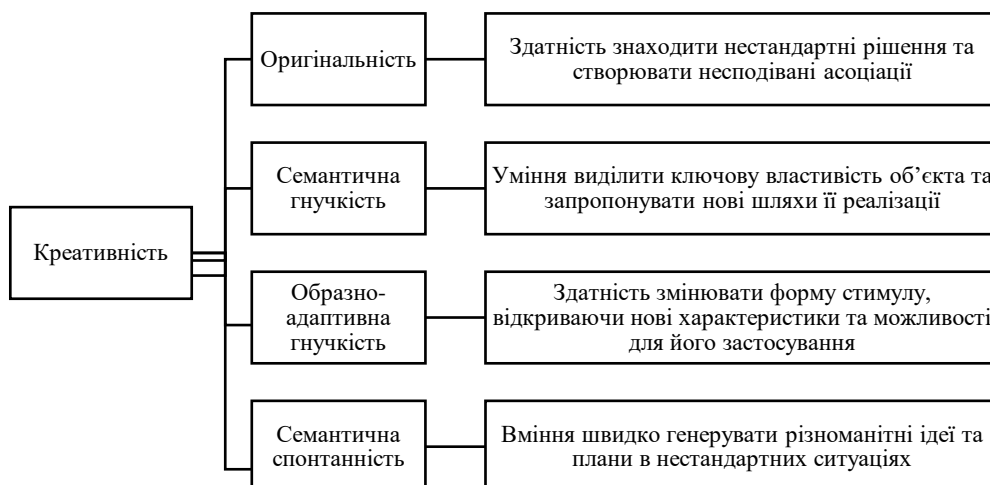 Оригінальність
Здатність знаходити нестандартні рішення та
створювати несподівані асоціації
Семантична
гнучкість
Уміння виділити ключову властивість об’єкта та
запропонувати нові шляхи її реалізації
Креативність
Образно-
адаптивна
гнучкість
Здатність змінювати форму стимулу,
відкриваючи нові характеристики та можливості
для його застосування
Семантична
спонтанність
Вміння швидко генерувати різноманітні ідеї та
плани в нестандартних ситуаціях